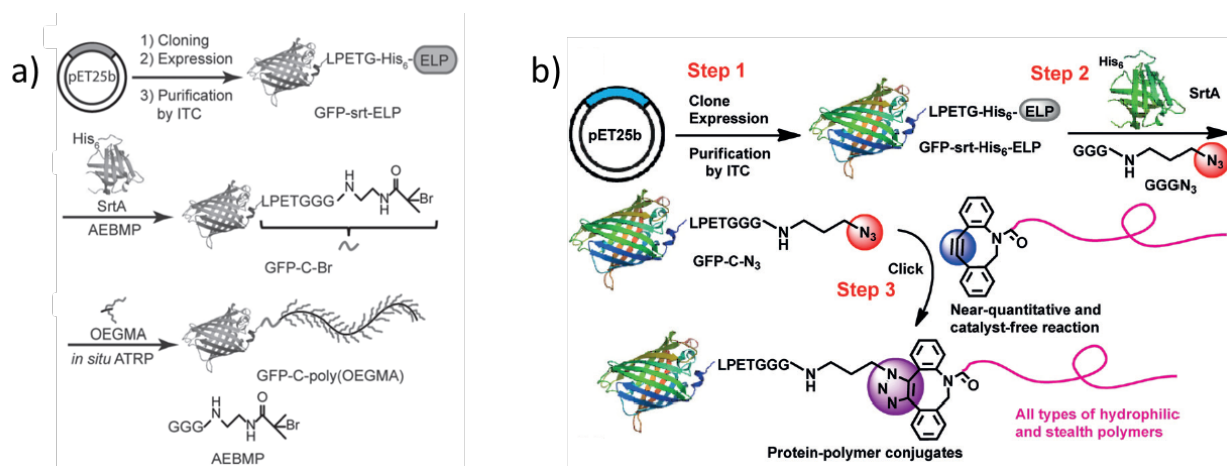 a)
1) Cloning
2) Expression
3) Purification
by ITC
pET25b
LPETG-His6-ELP
GFP-srt-ELP
His6
SrtA
AEBMP
LPETGGG
H
N
N
H
O
Br
GFP-C-Br
OEGMA
in situ ATRP
GFP-C-poly(OEGMA)
GGG
H
N
N
H
O
Br
AEBMP
b)
Step 1
Clone
Expression
Purification
by ITC
pET25b
LPETG-His6-ELP
GFP-srt-His6-ELP
Step 2
His6
SrtA
GGG
N
H
N3
GGGN3
LPETGGG
N
H
N3
GFP-C-N3
Click
Step 3
N
O
Near-quantitative and
catalyst-free reaction
LPETGGG
NH
N
N
N
N
O
Protein-polymer conjugates
All types of hydrophilic
and stealth polymers